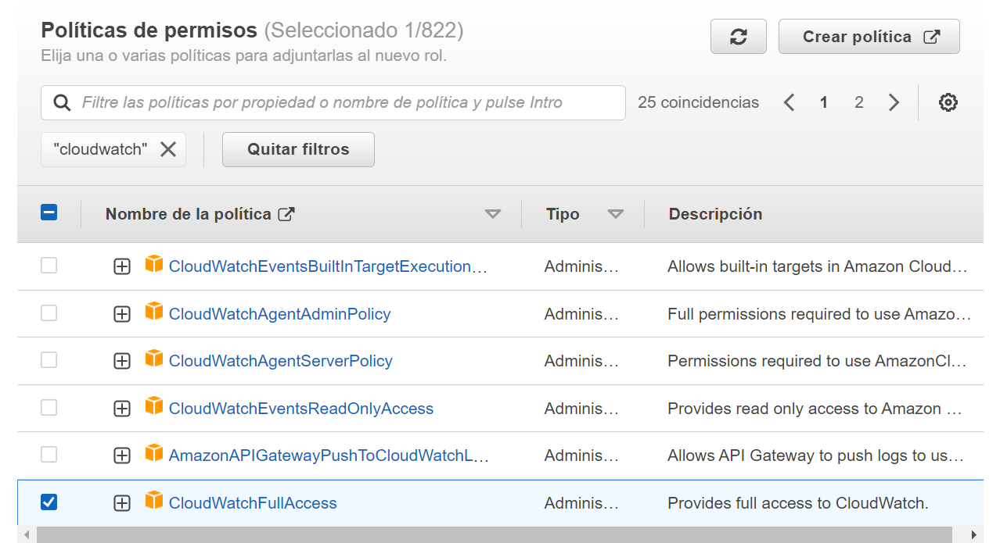 Políticas de permisos (Seleccionado 1/822)
Elija una o varias políticas para adjuntarlas al nuevo rol.
Crear política
Filtre las políticas por propiedad o nombre de política y pulse Intro
25 coincidencias 1 2
"cloudwatch" Quitar filtros
Nombre de la política Tipo Descripción
CloudWatchEventsBuiltInTargetExecution… Adminis… Allows built-in targets in Amazon Cloud…
CloudWatchAgentAdminPolicy Adminis… Full permissions required to use Amazo…
CloudWatchAgentServerPolicy Adminis… Permissions required to use AmazonCl…
CloudWatchEventsReadOnlyAccess Adminis… Provides read only access to Amazon …
AmazonAPIGatewayPushToCloudWatchL… Adminis… Allows API Gateway to push logs to us…
CloudWatchFullAccess Adminis… Provides full access to CloudWatch.